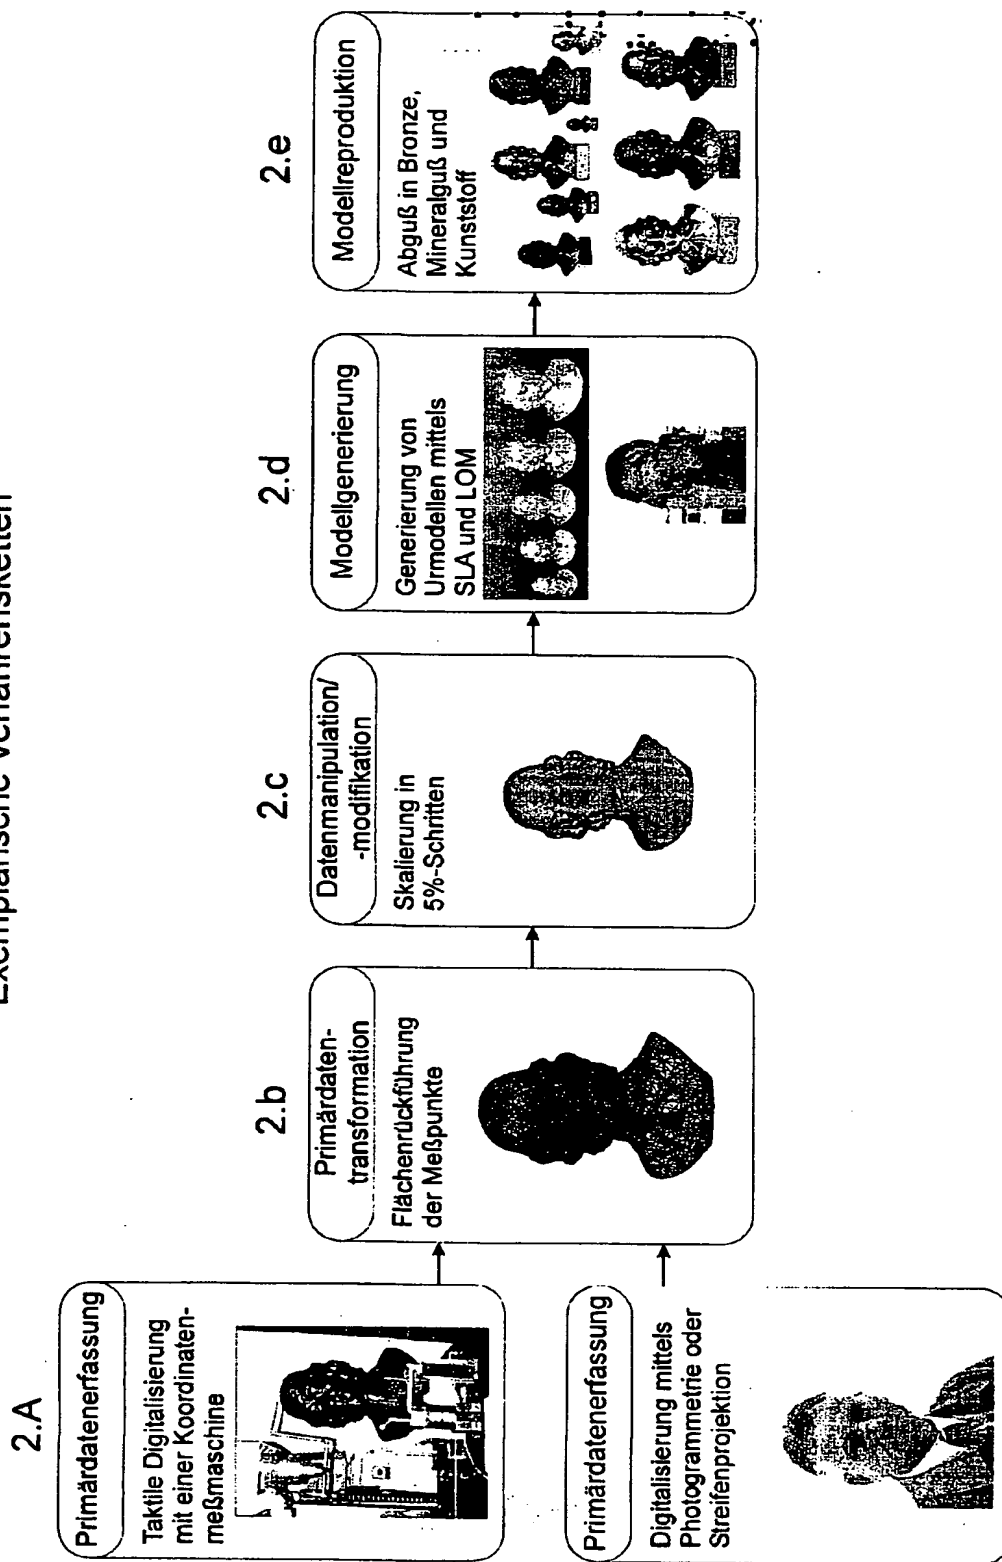 Exemplarische Verfahrensketten
2.A
Primärdatenerfassung
Taktile Digitalisierung
mit einer Koordinaten-
meßmaschine
Primärdatenerfassung
Digitalisierung mittels
Photogrammetrie oder
Streifenprojektion
2.b
Primärdaten-
transformation
Flächenrückführung
der Meßpunkte
2.c
Datenmanipulation/
-modifikation
Skalierung in
5%-Schritten
2.d
Modellgenerierung
Generierung von
Urmodellen mittels
SLA und LOM
2.e
Modellreproduktion
Abguß in Bronze,
Mineralguß und
Kunststoff